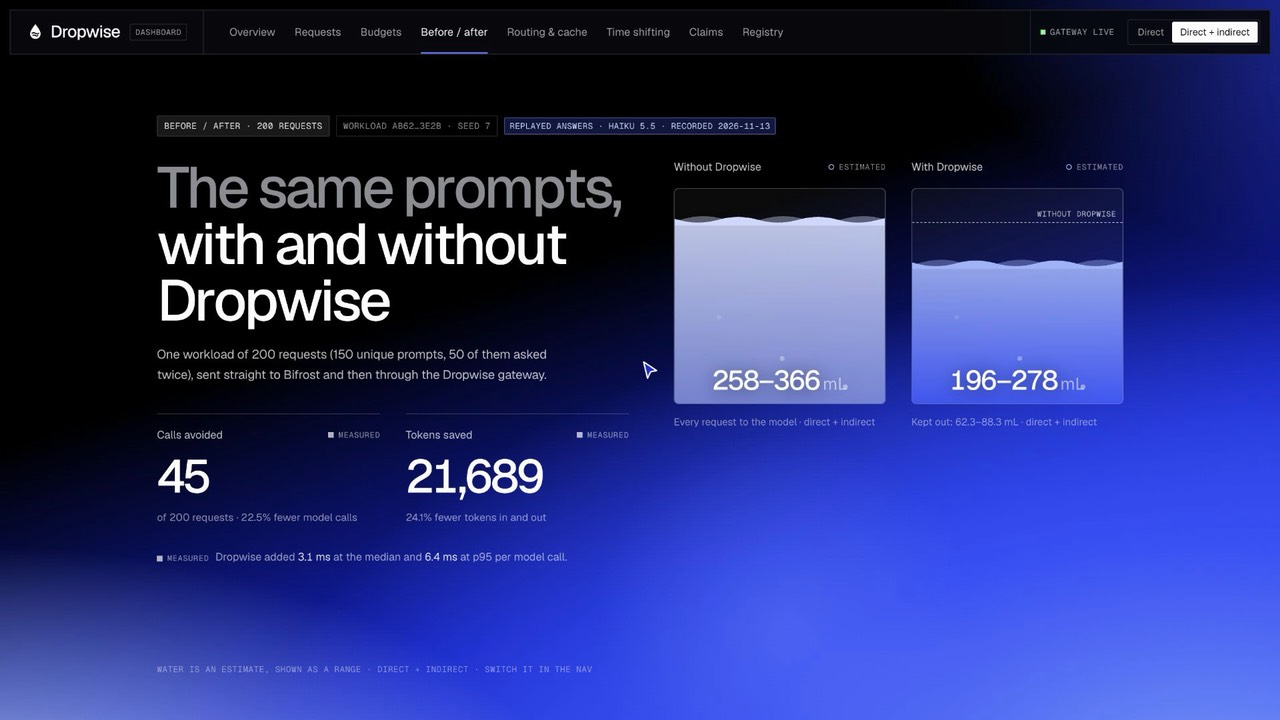 Dropwise DASHBOARD Overview Requests Budgets Before / after Routing & cache Time shifting Claims Registry GATEWAY LIVE Direct Direct + indirect
BEFORE / AFTER · 200 REQUESTS WORKLOAD AB62…3E2B · SEED 7 REPLAYED ANSWERS · HAIKU 5.5 · RECORDED 2026-11-13
The same prompts,
with and without
Dropwise
One workload of 200 requests (150 unique prompts, 50 of them asked
twice), sent straight to Bifrost and then through the Dropwise gateway.
Calls avoided MEASURED
45
of 200 requests · 22.5% fewer model calls
Tokens saved MEASURED
21,689
24.1% fewer tokens in and out
MEASURED Dropwise added 3.1 ms at the median and 6.4 ms at p95 per model call.
Without Dropwise ESTIMATED
258–366 mL
Every request to the model · direct + indirect
With Dropwise ESTIMATED
WITHOUT DROPWISE
196–278 mL
Kept out: 62.3–88.3 mL · direct + indirect
WATER IS AN ESTIMATE, SHOWN AS A RANGE · DIRECT + INDIRECT · SWITCH IT IN THE NAV